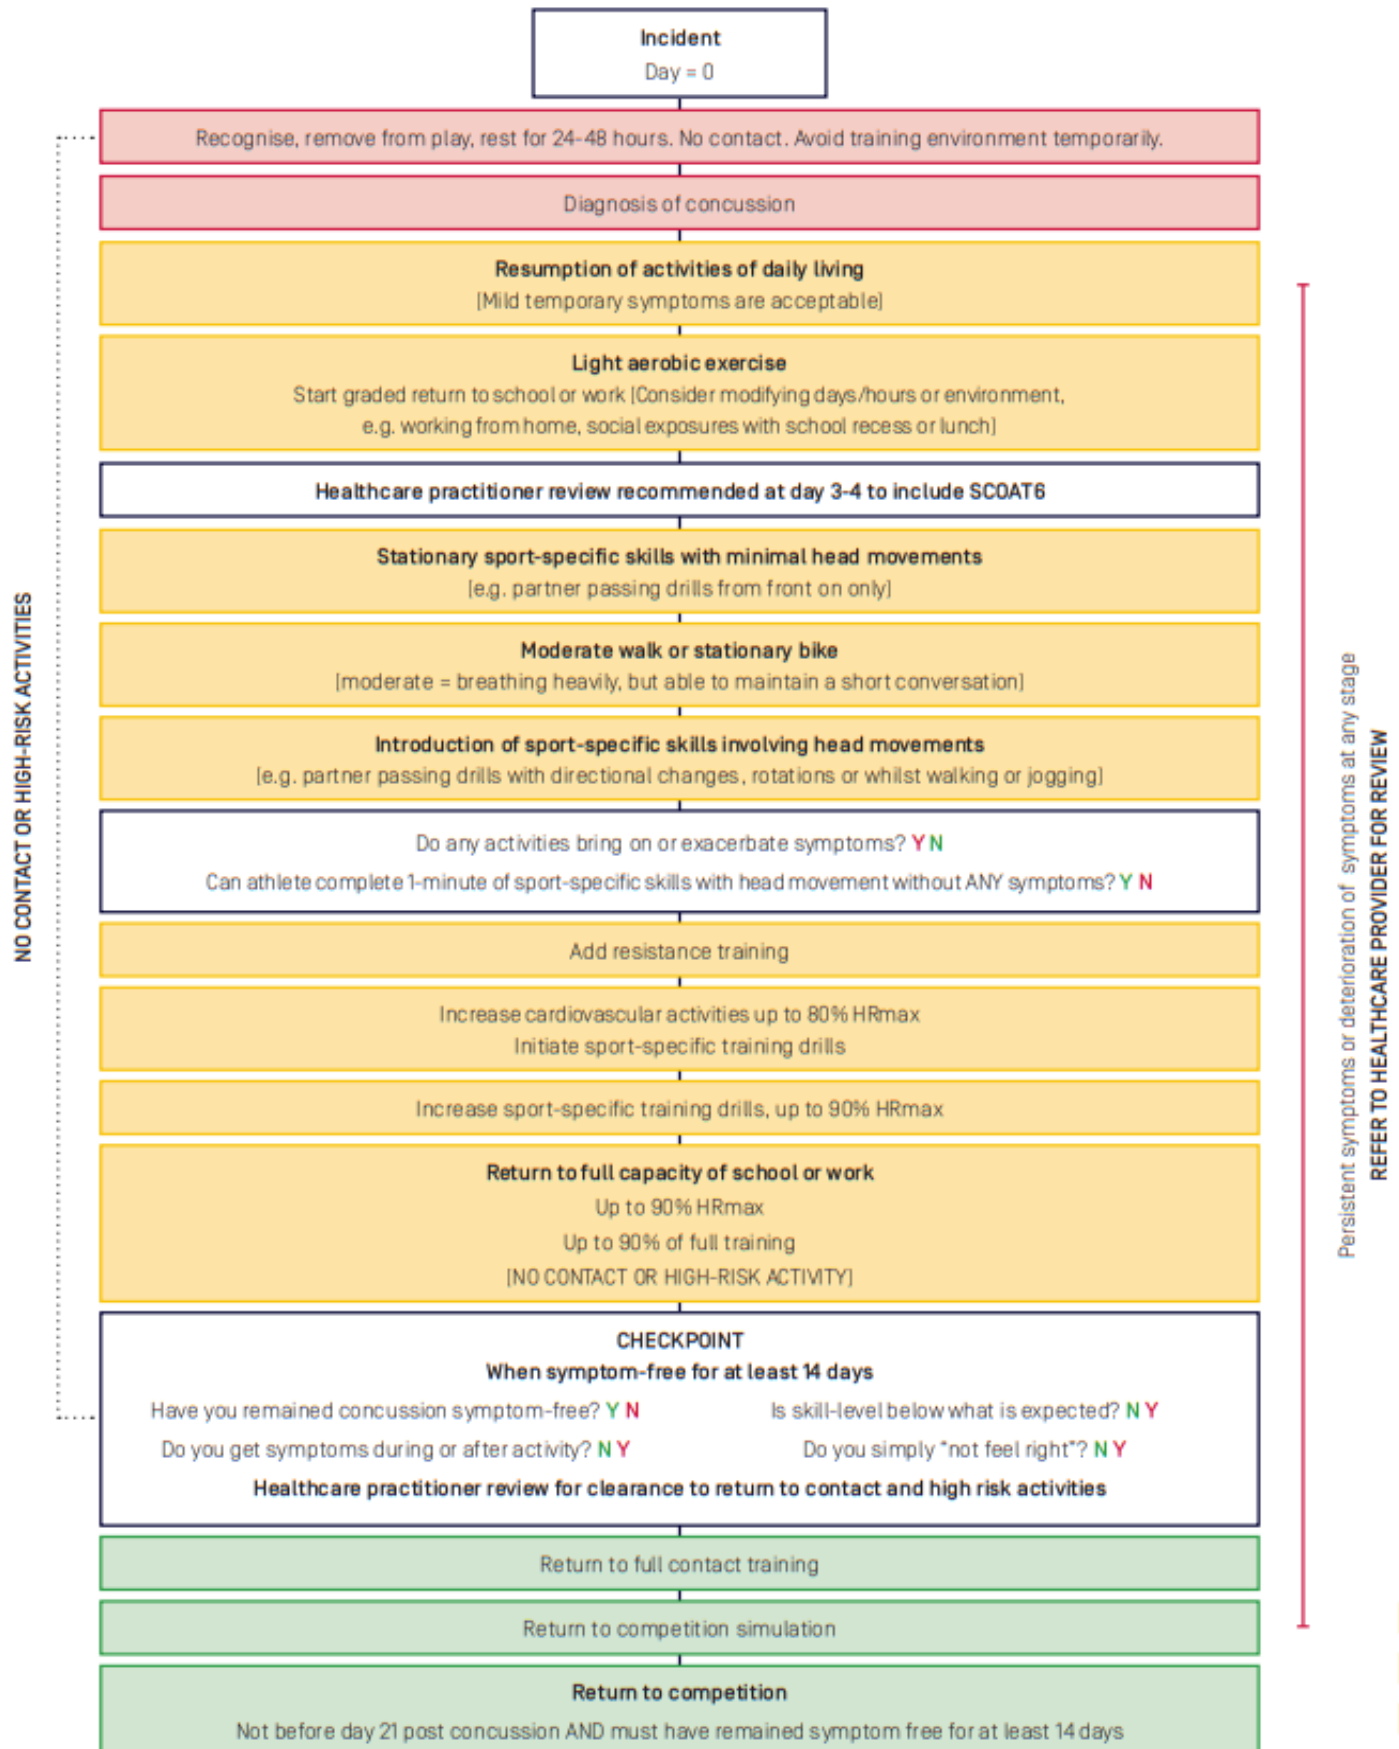 Incident
Day = 0
Recognise, remove from play, rest for 24-48 hours. No contact. Avoid training environment temporarily.
Diagnosis of concussion
Resumption of activities of daily living
[Mild temporary symptoms are acceptable]
Light aerobic exercise
Start graded return to school or work [Consider modifying days/hours or environment,
e.g. working from home, social exposures with school recess or lunch]
Healthcare practitioner review recommended at day 3-4 to include SCOAT6
Stationary sport-specific skills with minimal head movements
[e.g. partner passing drills from front on only]
Moderate walk or stationary bike
[moderate = breathing heavily, but able to maintain a short conversation]
Introduction of sport-specific skills involving head movements
[e.g. partner passing drills with directional changes, rotations or whilst walking or jogging]
Do any activities bring on or exacerbate symptoms? Y N
Can athlete complete 1-minute of sport-specific skills with head movement without ANY symptoms? Y N
Add resistance training
Increase cardiovascular activities up to 80% HRmax
Initiate sport-specific training drills
Increase sport-specific training drills, up to 90% HRmax
Return to full capacity of school or work
Up to 90% HRmax
Up to 90% of full training
[NO CONTACT OR HIGH-RISK ACTIVITY]
CHECKPOINT
When symptom-free for at least 14 days
Have you remained concussion symptom-free? Y N
Is skill-level below what is expected? N Y
Do you get symptoms during or after activity? N Y
Do you simply "not feel right"? N Y
Healthcare practitioner review for clearance to return to contact and high risk activities
Return to full contact training
Return to competition simulation
Return to competition
Not before day 21 post concussion AND must have remained symptom free for at least 14 days
NO CONTACT OR HIGH-RISK ACTIVITIES
Persistent symptoms or deterioration of symptoms at any stage
REFER TO HEALTHCARE PROVIDER FOR REVIEW